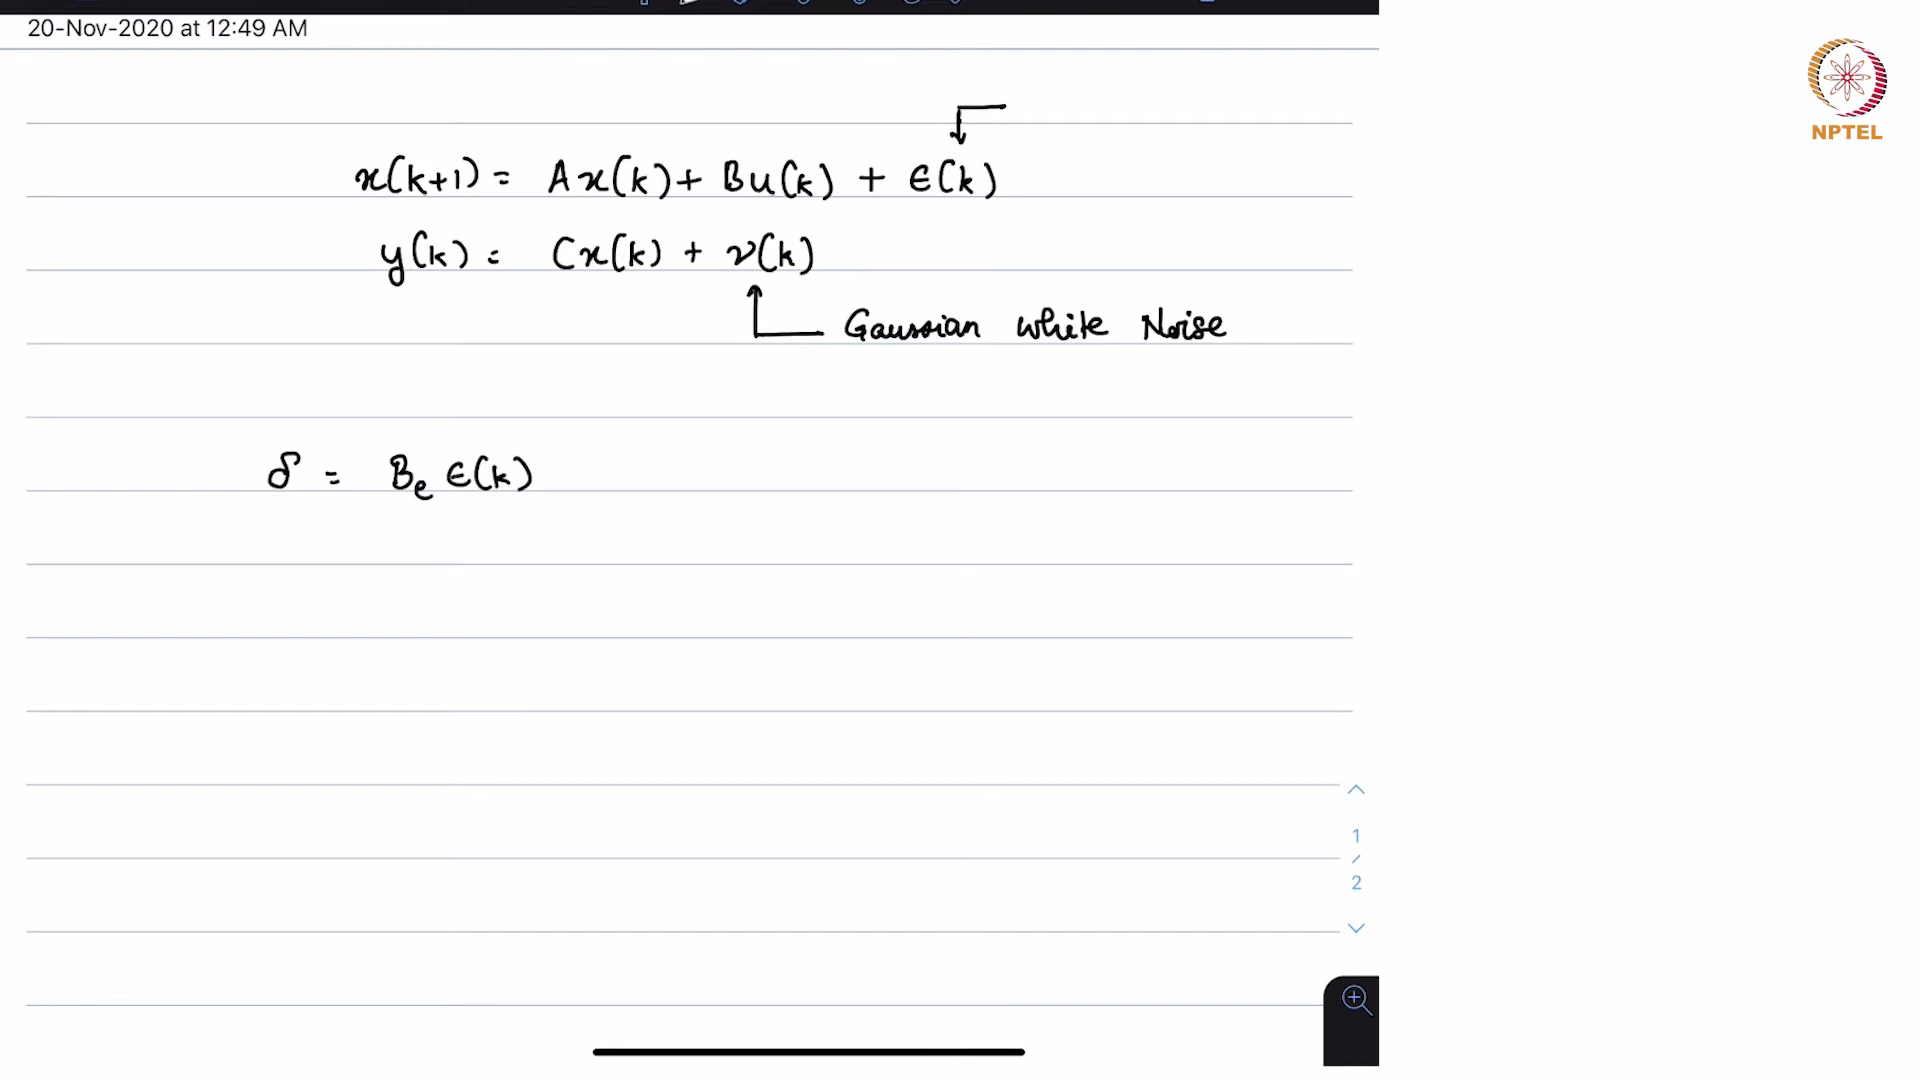 20-Nov-2020 at 12:49 AM
NPTEL
x(k+1) = Ax(k) + Bu(k) + ϵ(k)
y(k) = Cx(k) + ν(k)
Gaussian White Noise
δ = Bₑ ϵ(k)
1
/
2